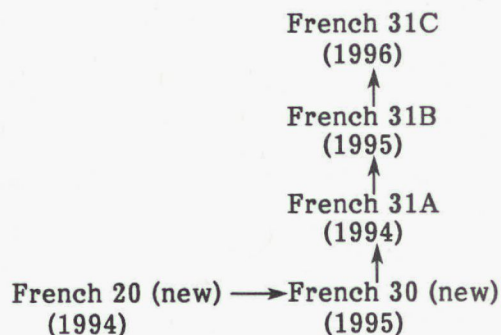 French 31C
(1996)
French 31B
(1995)
French 31A
(1994)
French 20 (new) French 30 (new)
(1994) (1995)